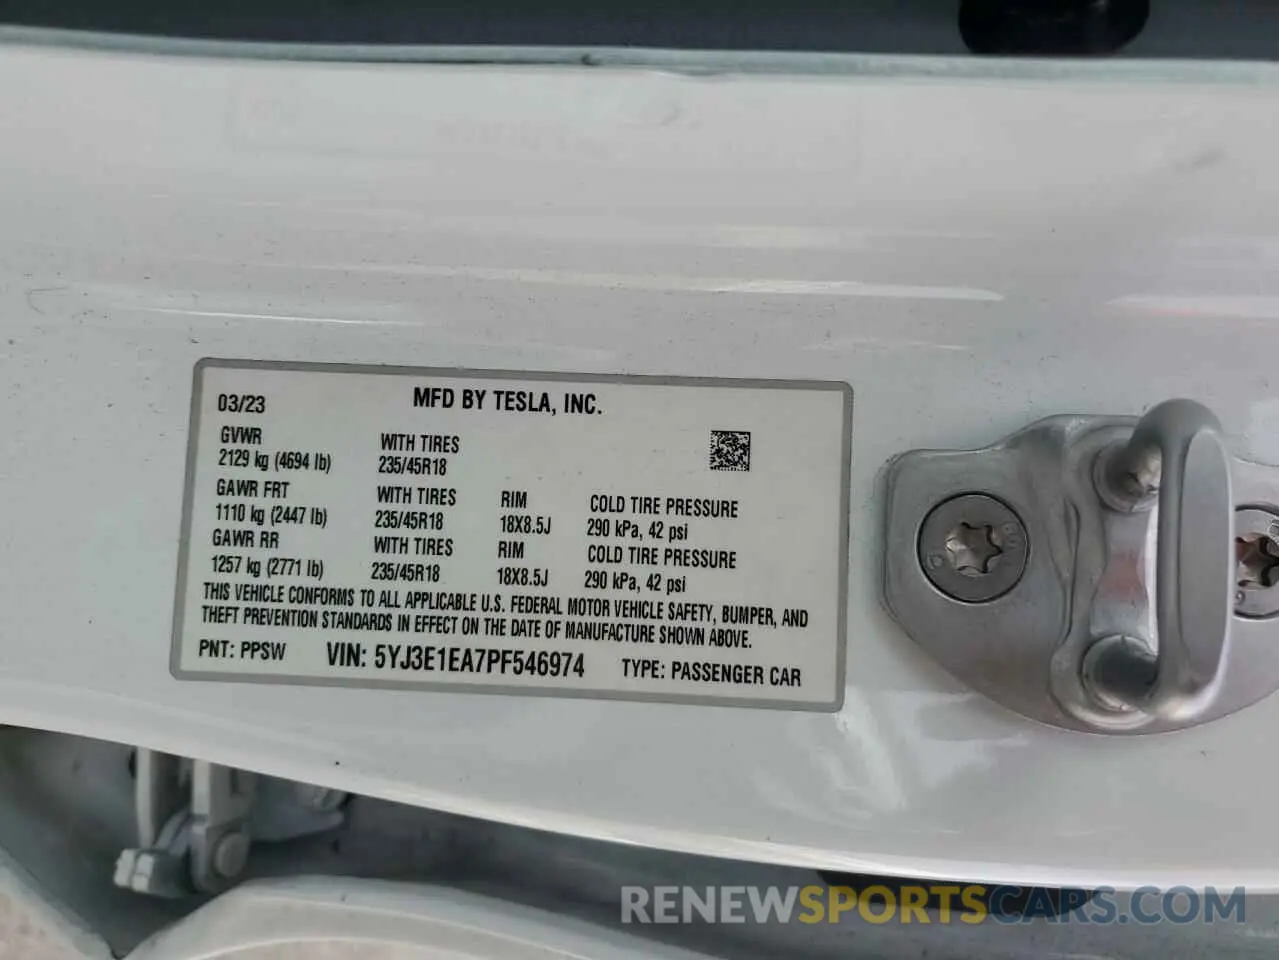 03/23 MFD BY TESLA, INC.
GVWR WITH TIRES
2129 kg (4694 lb) 235/45R18
GAWR FRT WITH TIRES RIM COLD TIRE PRESSURE
1110 kg (2447 lb) 235/45R18 18X8.5J 290 kPa, 42 psi
GAWR RR WITH TIRES RIM COLD TIRE PRESSURE
1257 kg (2771 lb) 235/45R18 18X8.5J 290 kPa, 42 psi
THIS VEHICLE CONFORMS TO ALL APPLICABLE U.S. FEDERAL MOTOR VEHICLE SAFETY, BUMPER, AND
THEFT PREVENTION STANDARDS IN EFFECT ON THE DATE OF MANUFACTURE SHOWN ABOVE.
PNT: PPSW VIN: 5YJ3E1EA7PF546974 TYPE: PASSENGER CAR
RENEWSPORTSCARS.COM